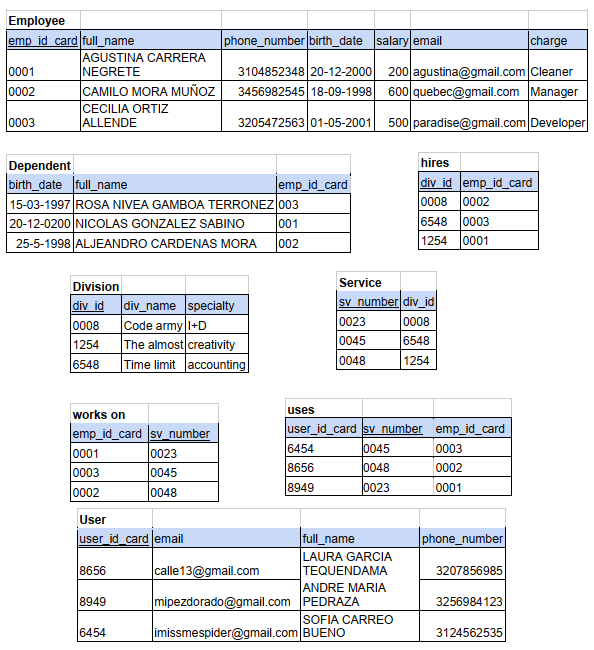 Employee
emp_id_card full_name phone_number birth_date salary email charge
AGUSTINA CARRERA
NEGRETE
0001 3104852348 20-12-2000 200 agustina@gmail.com Cleaner
0002 CAMILO MORA MUÑOZ 3456982545 18-09-1998 600 quebec@gmail.com Manager
CECILIA ORTIZ
ALLENDE
0003 3205472563 01-05-2001 500 paradise@gmail.com Developer
Dependent
birth_date full_name emp_id_card
15-03-1997 ROSA NIVEA GAMBOA TERRONEZ 003
20-12-0200 NICOLAS GONZALEZ SABINO 001
25-5-1998 ALJEANDRO CARDENAS MORA 002
hires
div_id emp_id_card
0008 0002
6548 0003
1254 0001
Division
div_id div_name specialty
0008 Code army I+D
1254 The almost creativity
6548 Time limit accounting
Service
sv_number div_id
0023 0008
0045 6548
0048 1254
works on
emp_id_card sv_number
0001 0023
0003 0045
0002 0048
uses
user_id_card sv_number emp_id_card
6454 0045 0003
8656 0048 0002
8949 0023 0001
User
user_id_card email full_name phone_number
LAURA GARCIA
8656 calle13@gmail.com TEQUENDAMA 3207856985
ANDRE MARIA
8949 mipezdorado@gmail.com PEDRAZA 3256984123
SOFIA CARREO
6454 imissmespider@gmail.com BUENO 3124562535